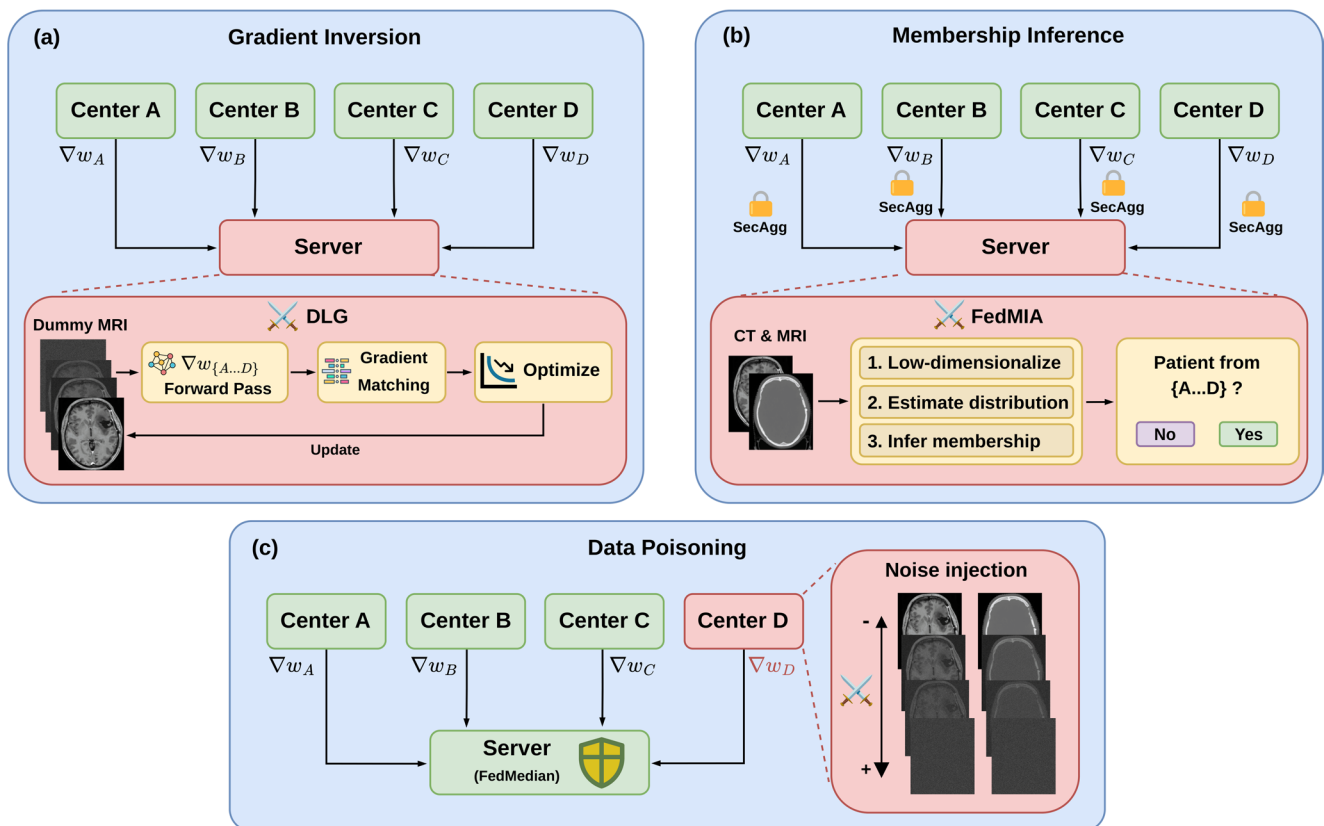 (a)
Gradient Inversion
Center A
Center B
Center C
Center D
∇w_A
∇w_B
∇w_C
∇w_D
Server
DLG
Dummy MRI
∇w_{A...D}
Forward Pass
Gradient
Matching
Optimize
Update
(b)
Membership Inference
Center A
Center B
Center C
Center D
∇w_A
∇w_B
∇w_C
∇w_D
SecAgg
SecAgg
SecAgg
SecAgg
Server
FedMIA
CT & MRI
1. Low-dimensionalize
2. Estimate distribution
3. Infer membership
Patient from
{A...D} ?
No
Yes
(c)
Data Poisoning
Center A
Center B
Center C
Center D
∇w_A
∇w_B
∇w_C
∇w_D
Server
(FedMedian)
Noise injection
-
+